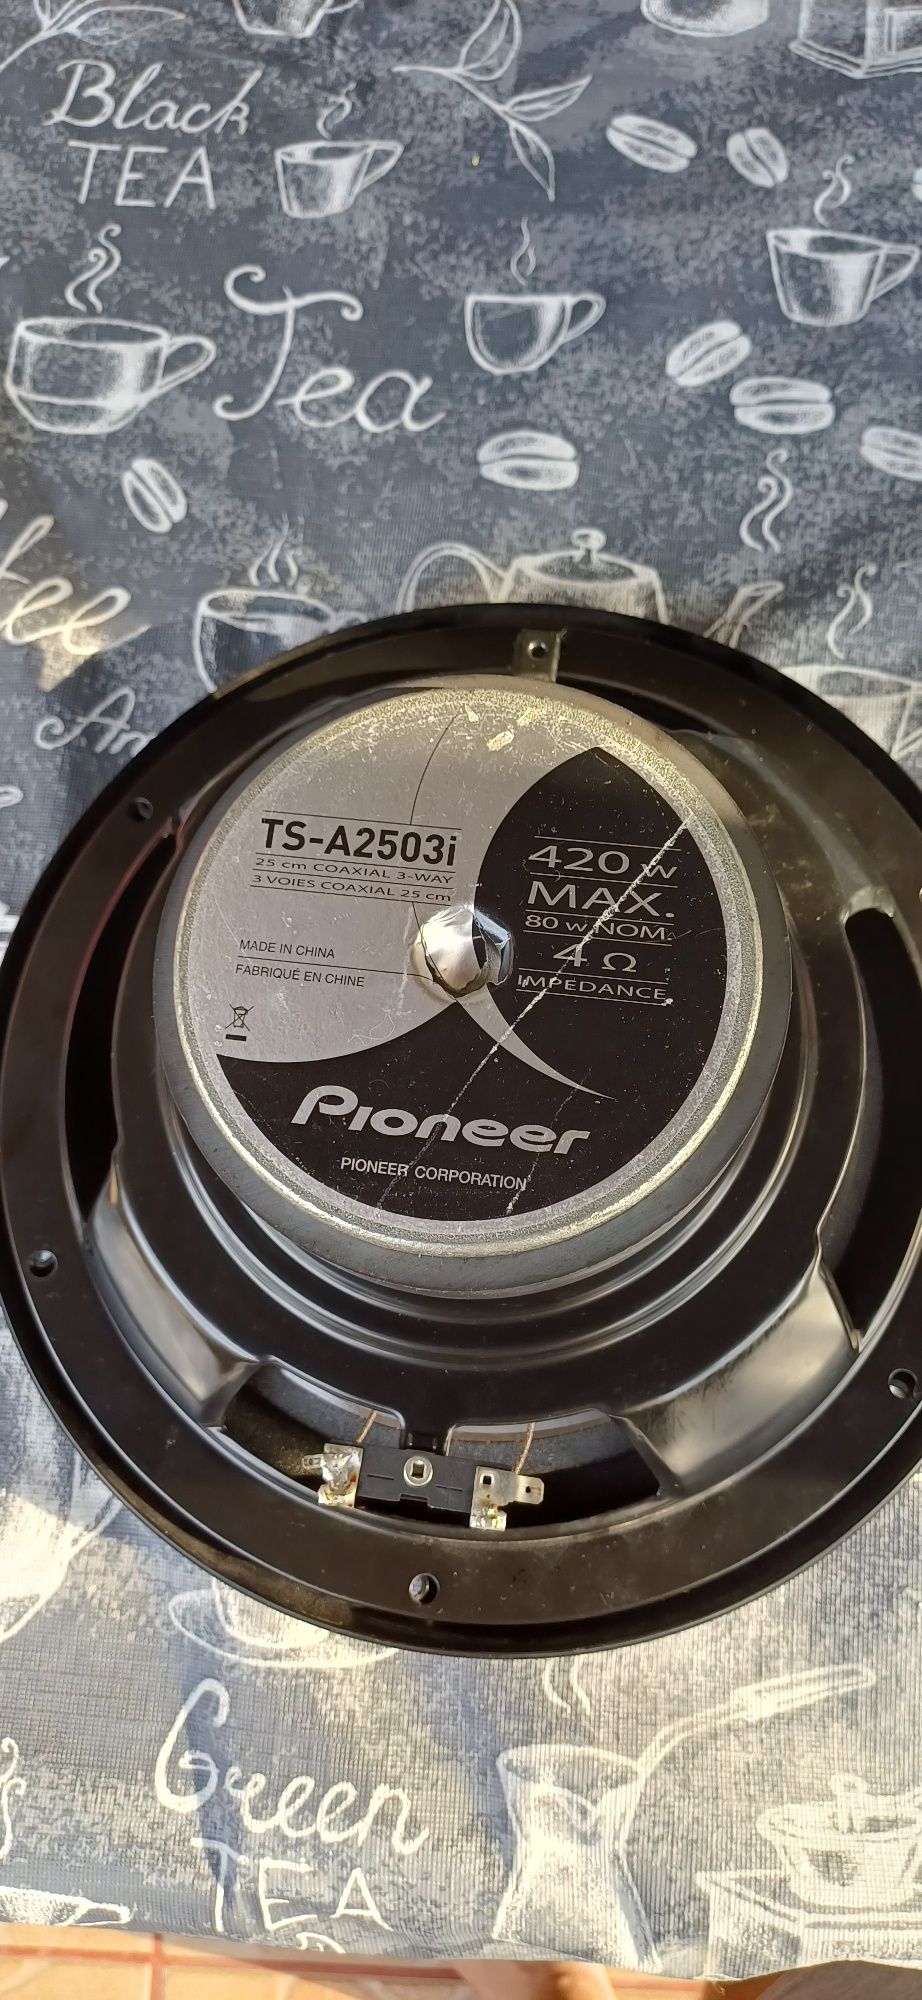 Black
TEA
Tea
TS-A2503i
25 cm COAXIAL 3-WAY
3 VOIES COAXIAL 25 cm
420 W
MAX.
80 W NOM.
4 Ω
IMPEDANCE
MADE IN CHINA
FABRIQUÉ EN CHINE
Pioneer
PIONEER CORPORATION
Green
TEA